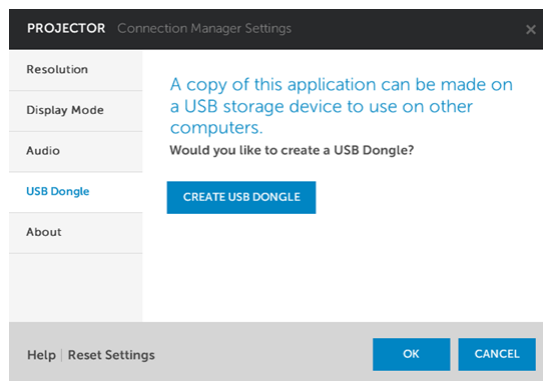 PROJECTOR Connection Manager Settings
Resolution
Display Mode
Audio
USB Dongle
About
A copy of this application can be made on
a USB storage device to use on other
computers.
Would you like to create a USB Dongle?
CREATE USB DONGLE
Help | Reset Settings
OK
CANCEL